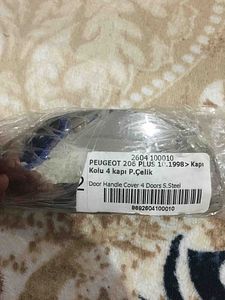 2604 100010
PEUGEOT 206 PLUS 10.1998> Kapı
Kolu 4 kapı P.Çelik
Door Handle Cover 4 Doors S.Steel
8692604100010
2